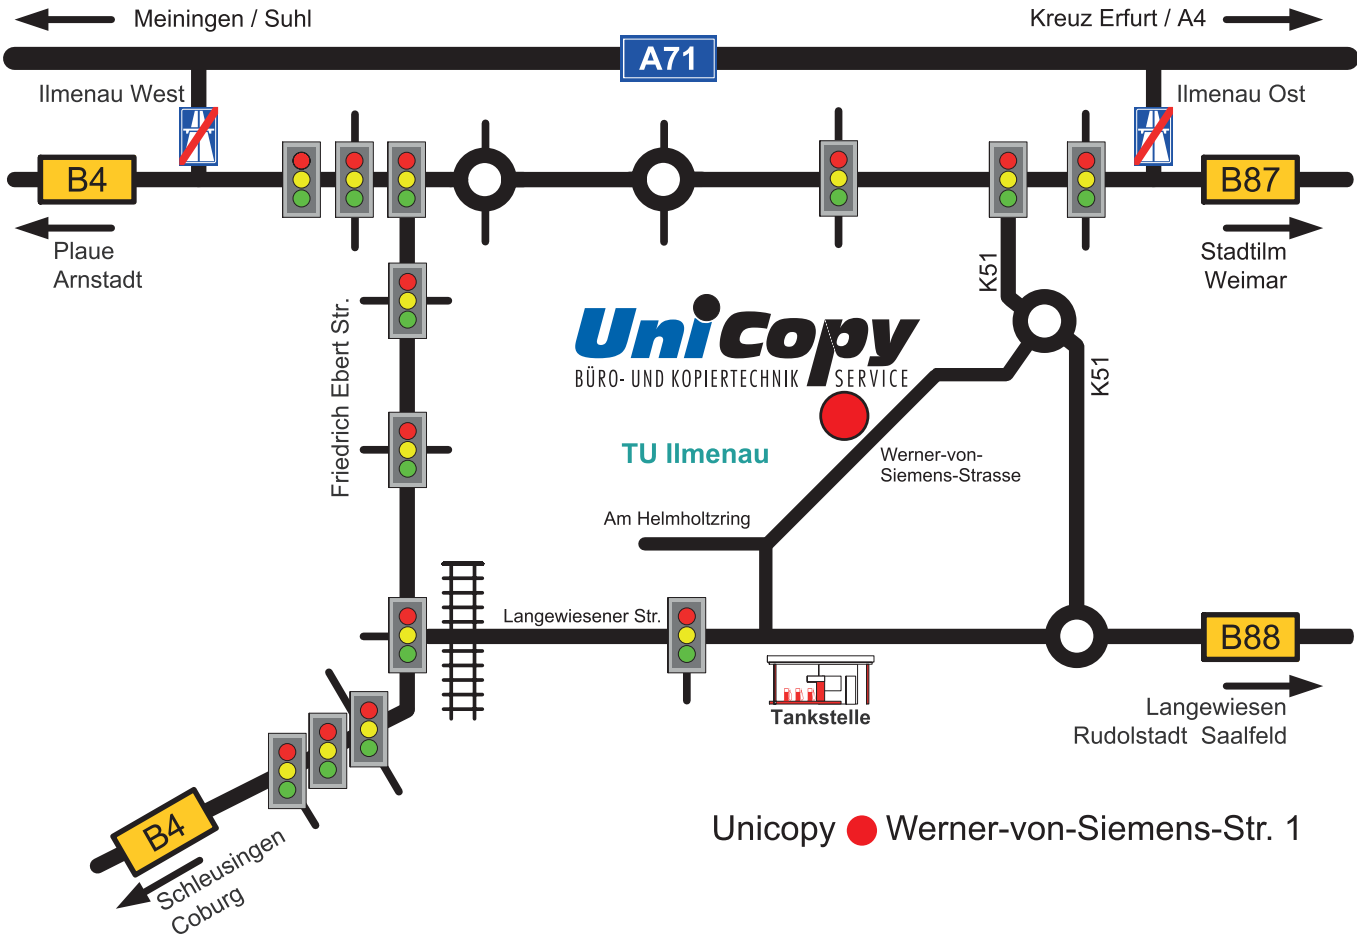 Meiningen / Suhl
Kreuz Erfurt / A4
A71
Ilmenau West
Ilmenau Ost
B4
B87
Plaue
Arnstadt
Stadtilm
Weimar
K51
Friedrich Ebert Str.
UniCopy
BÜRO- UND KOPIERTECHNIK SERVICE
K51
TU Ilmenau
Werner-von-
Siemens-Strasse
Am Helmholtzring
Langewiesener Str.
B88
Tankstelle
Langewiesen
Rudolstadt Saalfeld
B4
Schleusingen
Coburg
Unicopy Werner-von-Siemens-Str. 1